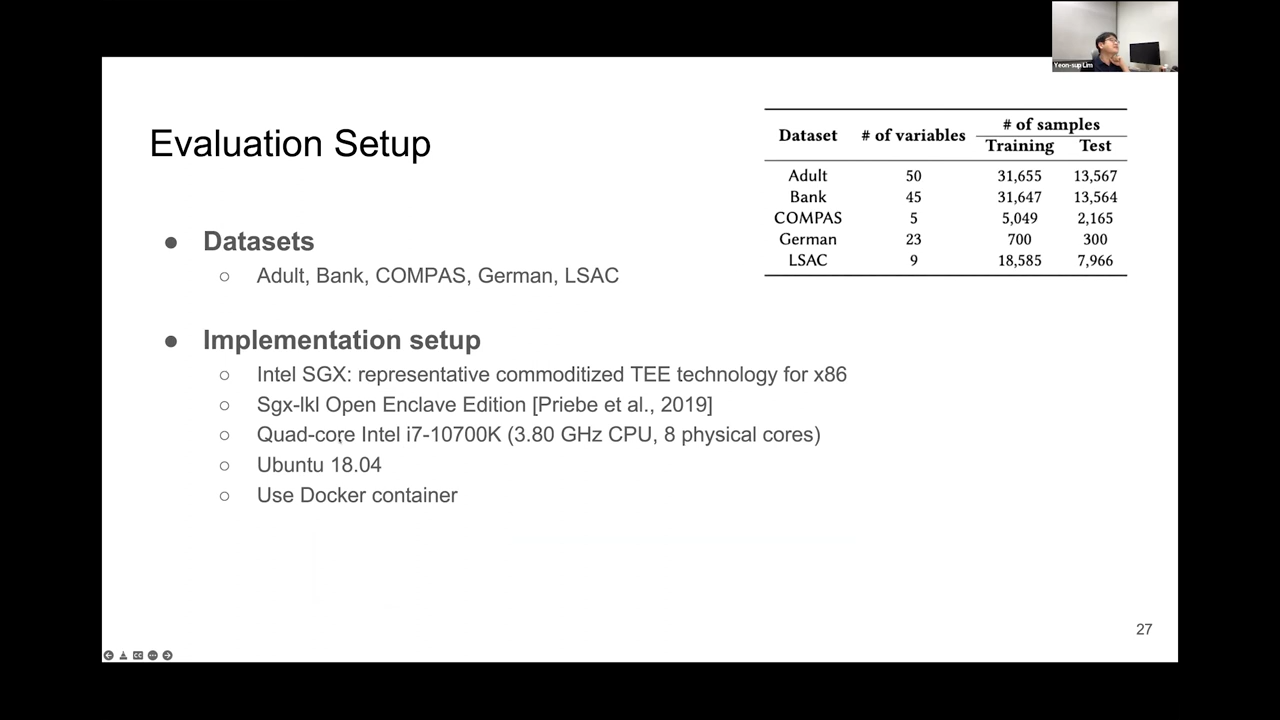 Yeon-sup Lim
Evaluation Setup
Dataset # of variables # of samples
Training Test
Adult 50 31,655 13,567
Bank 45 31,647 13,564
COMPAS 5 5,049 2,165
German 23 700 300
LSAC 9 18,585 7,966
● Datasets
○ Adult, Bank, COMPAS, German, LSAC
● Implementation setup
○ Intel SGX: representative commoditized TEE technology for x86
○ Sgx-lkl Open Enclave Edition [Priebe et al., 2019]
○ Quad-core Intel i7-10700K (3.80 GHz CPU, 8 physical cores)
○ Ubuntu 18.04
○ Use Docker container
27